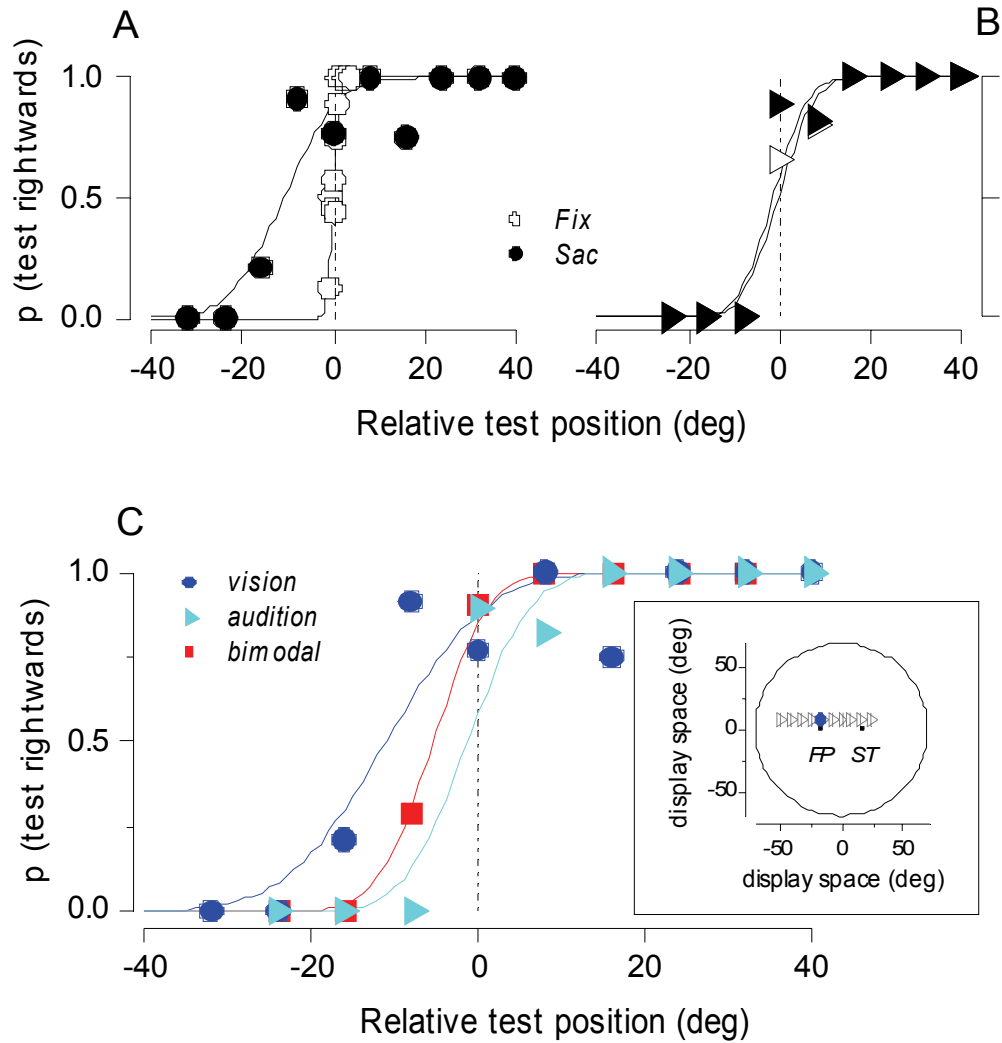 A
B
p (test rightwards)
1.0
0.5
0.0
Fix
Sac
-40 -20 0 20 40
-40 -20 0 20 40
Relative test position (deg)
C
p (test rightwards)
1.0
0.5
0.0
vision
audition
bimodal
display space (deg)
50
0
-50
FP ST
-50 0 50
display space (deg)
-40 -20 0 20 40
Relative test position (deg)